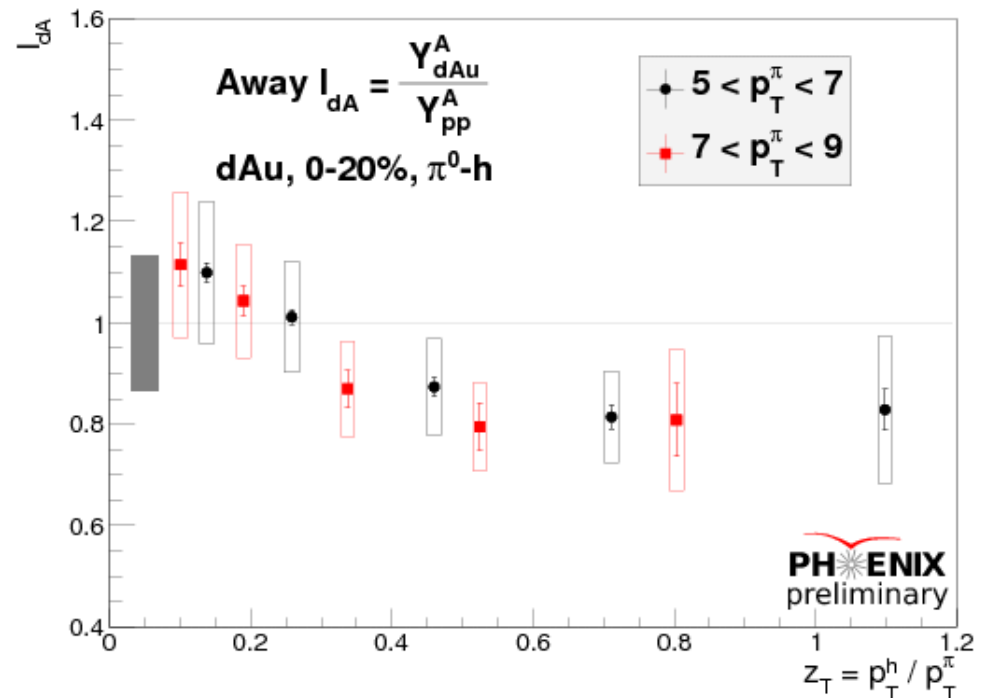 I_dA
1.6
1.4
1.2
1
0.8
0.6
0.4
Away I_dA = Y^A_dAu / Y^A_pp
dAu, 0-20%, π⁰-h
5 < p_T^π < 7
7 < p_T^π < 9
PHENIX
preliminary
0 0.2 0.4 0.6 0.8 1 1.2
z_T = p_T^h / p_T^π